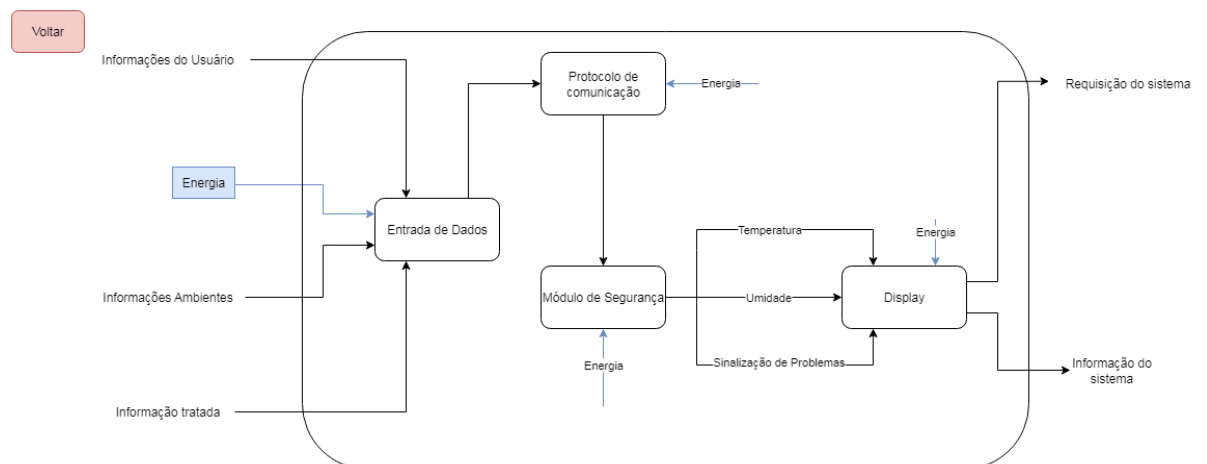 Voltar
Informações do Usuário
Protocolo de
comunicação
Energia
Requisição do sistema
Energia
Entrada de Dados
Temperatura
Energia
Informações Ambientes
Módulo de Segurança
Umidade
Display
Energia
Sinalização de Problemas
Informação do
sistema
Informação tratada